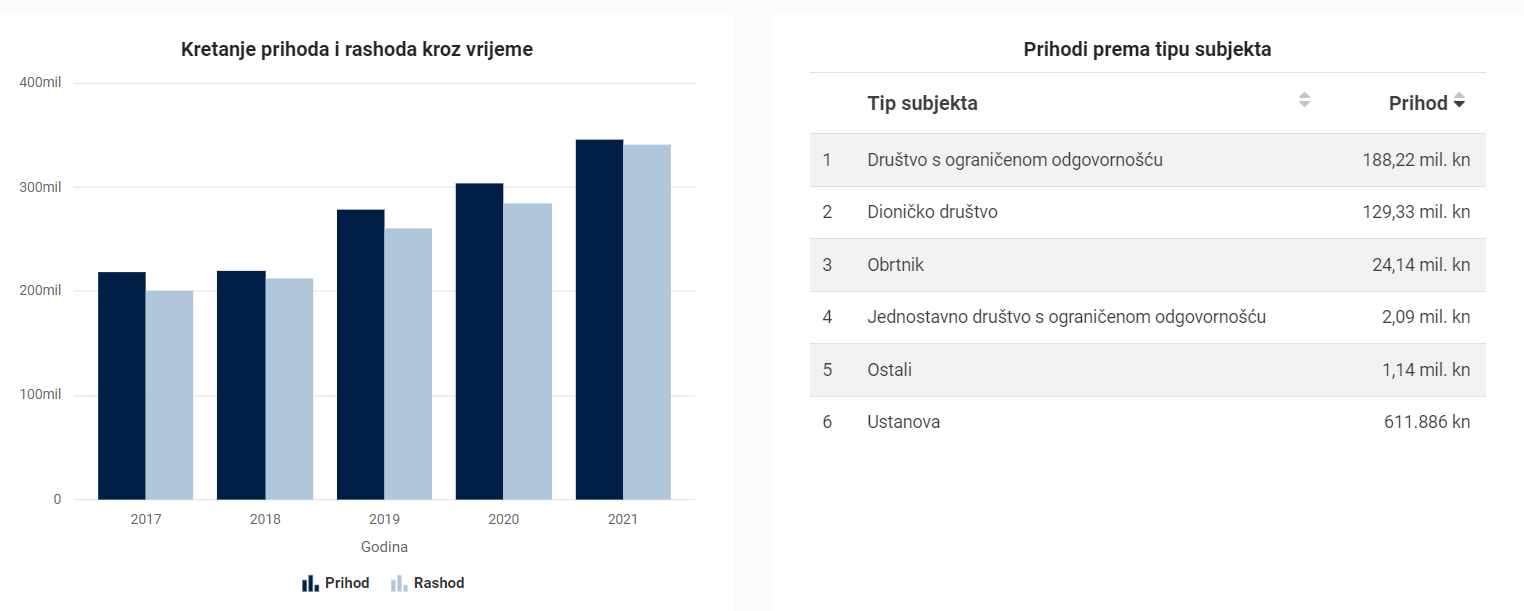 Kretanje prihoda i rashoda kroz vrijeme
400mil
300mil
200mil
100mil
0
2017 2018 2019 2020 2021
Godina
Prihod Rashod
Prihodi prema tipu subjekta
Tip subjekta Prihod
1 Društvo s ograničenom odgovornošću 188,22 mil. kn
2 Dioničko društvo 129,33 mil. kn
3 Obrtnik 24,14 mil. kn
4 Jednostavno društvo s ograničenom odgovornošću 2,09 mil. kn
5 Ostali 1,14 mil. kn
6 Ustanova 611.886 kn